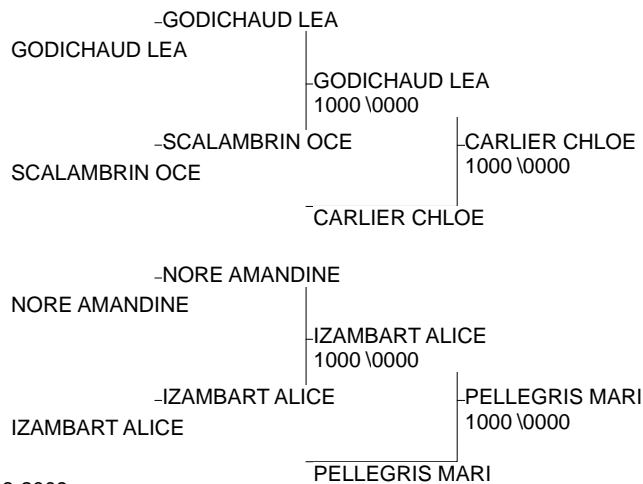 GODICHAUD LEA
GODICHAUD LEA
GODICHAUD LEA
1000 \0000
SCALAMBRIN OCE
CARLIER CHLOE
1000 \0000
SCALAMBRIN OCE
CARLIER CHLOE
NORE AMANDINE
NORE AMANDINE
IZAMBART ALICE
1000 \0000
IZAMBART ALICE
PELLEGRIS MARI
1000 \0000
IZAMBART ALICE
PELLEGRIS MARI